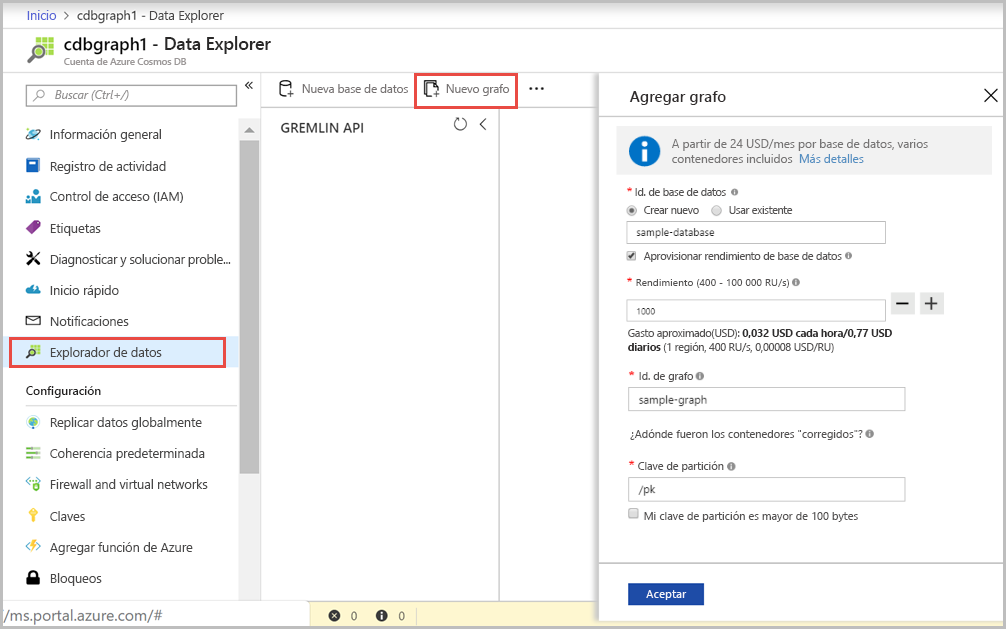 Inicio > cdbgraph1 - Data Explorer
cdbgraph1 - Data Explorer
Cuenta de Azure Cosmos DB
Buscar (Ctrl+/)
Información general
Registro de actividad
Control de acceso (IAM)
Etiquetas
Diagnosticar y solucionar proble...
Inicio rápido
Notificaciones
Explorador de datos
Configuración
Replicar datos globalmente
Coherencia predeterminada
Firewall and virtual networks
Claves
Agregar función de Azure
Bloqueos
/ms.portal.azure.com/#
Nueva base de datos
Nuevo grafo
GREMLIN API
0 0
Agregar grafo
A partir de 24 USD/mes por base de datos, varios
contenedores incluidos Más detalles
* Id. de base de datos
Crear nuevo Usar existente
sample-database
Aprovisionar rendimiento de base de datos
* Rendimiento (400 - 100 000 RU/s)
1000
Gasto aproximado(USD): 0,032 USD cada hora/0,77 USD
diarios (1 región, 400 RU/s, 0,00008 USD/RU)
* Id. de grafo
sample-graph
¿Adónde fueron los contenedores "corregidos"?
* Clave de partición
/pk
Mi clave de partición es mayor de 100 bytes
Aceptar